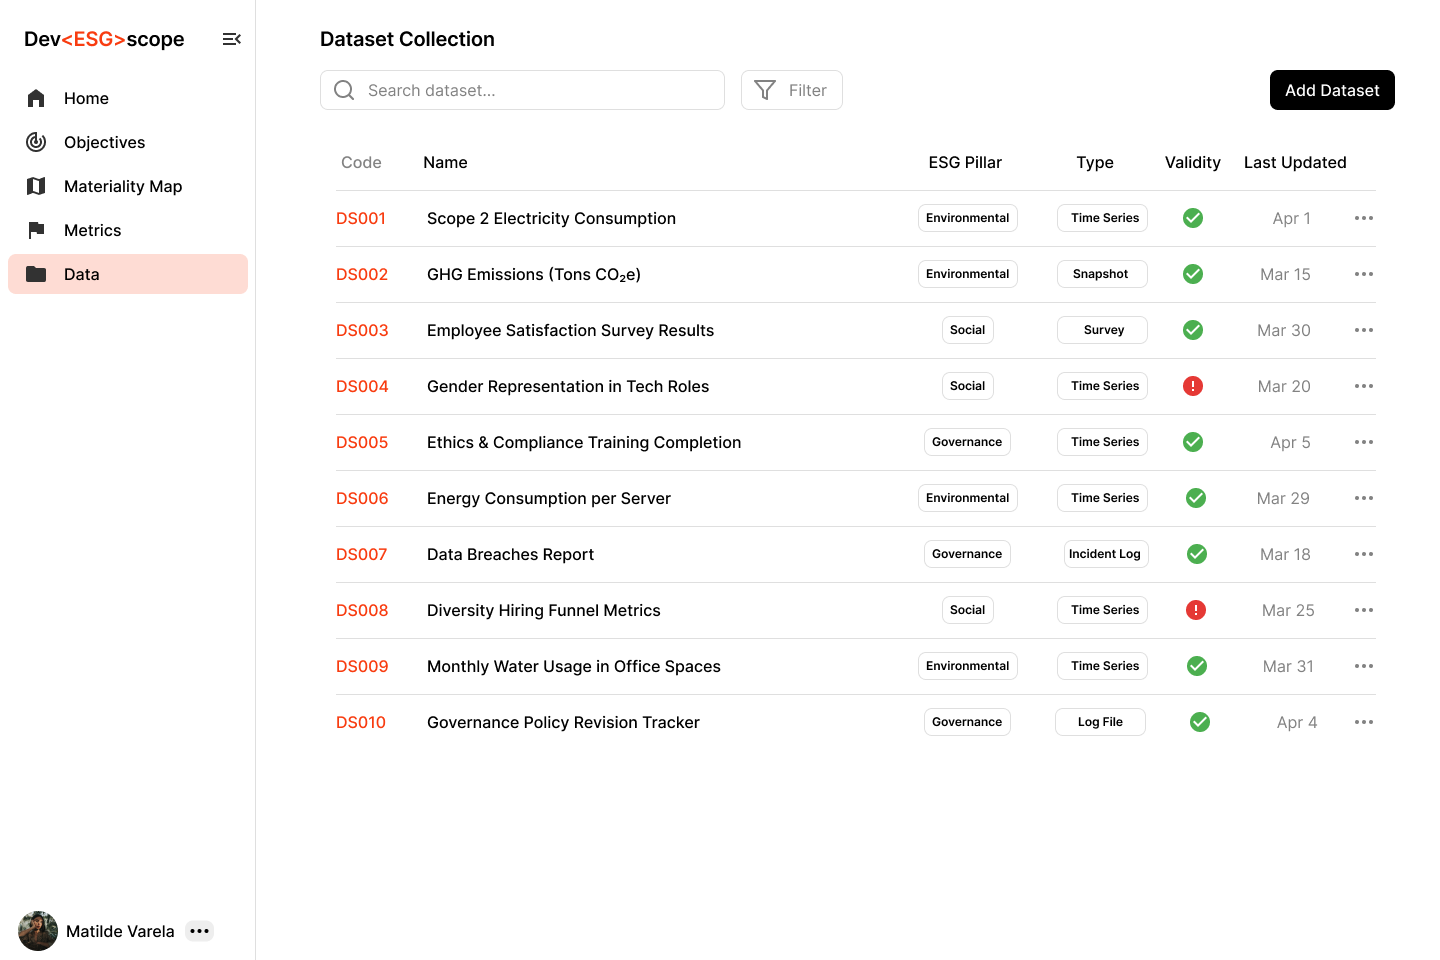 Dev<ESG>scope
Home
Objectives
Materiality Map
Metrics
Data
Matilde Varela
Dataset Collection
Search dataset...
Filter
Add Dataset
Code Name ESG Pillar Type Validity Last Updated
DS001 Scope 2 Electricity Consumption Environmental Time Series Apr 1
DS002 GHG Emissions (Tons CO₂e) Environmental Snapshot Mar 15
DS003 Employee Satisfaction Survey Results Social Survey Mar 30
DS004 Gender Representation in Tech Roles Social Time Series Mar 20
DS005 Ethics & Compliance Training Completion Governance Time Series Apr 5
DS006 Energy Consumption per Server Environmental Time Series Mar 29
DS007 Data Breaches Report Governance Incident Log Mar 18
DS008 Diversity Hiring Funnel Metrics Social Time Series Mar 25
DS009 Monthly Water Usage in Office Spaces Environmental Time Series Mar 31
DS010 Governance Policy Revision Tracker Governance Log File Apr 4